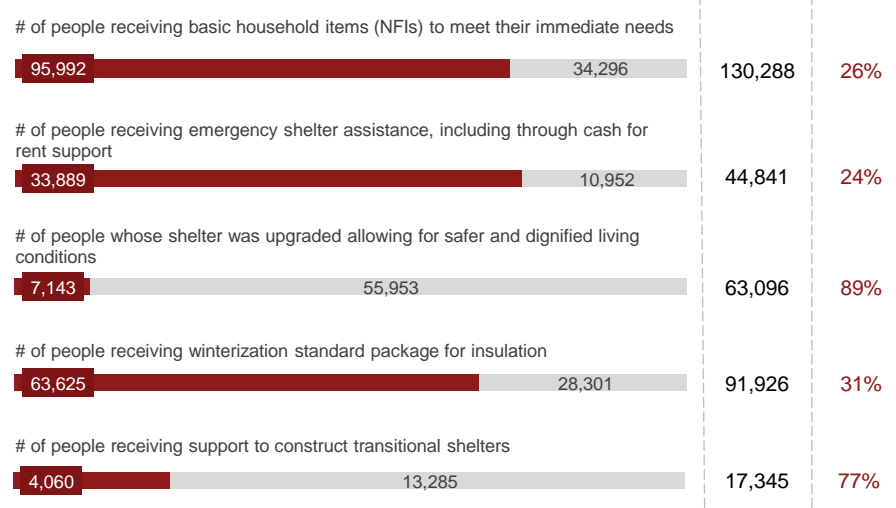 # of people receiving basic household items (NFIs) to meet their immediate needs
95,992 34,296 130,288 26%
# of people receiving emergency shelter assistance, including through cash for
rent support
33,889 10,952 44,841 24%
# of people whose shelter was upgraded allowing for safer and dignified living
conditions
7,143 55,953 63,096 89%
# of people receiving winterization standard package for insulation
63,625 28,301 91,926 31%
# of people receiving support to construct transitional shelters
4,060 13,285 17,345 77%